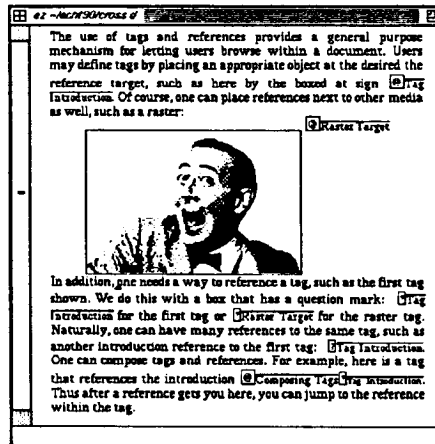 ez ~/echt90/cross d
The use of tags and references provides a general purpose
mechanism for letting users browse within a document. Users
may define tags by placing an appropriate object at the desired the
reference target, such as here by the boxed at sign @Tag
Introduction. Of course, one can place references next to other media
as well, such as a raster:
@Raster Target
In addition, one needs a way to reference a tag, such as the first tag
shown. We do this with a box that has a question mark: ?Tag
Introduction for the first tag or ?Raster Target for the raster tag.
Naturally, one can have many references to the same tag, such as
another introduction reference to the first tag: ?Tag Introduction.
One can compose tags and references. For example, here is a tag
that references the introduction @Composing Tags?Tag Introduction.
Thus after a reference gets you here, you can jump to the reference
within the tag.